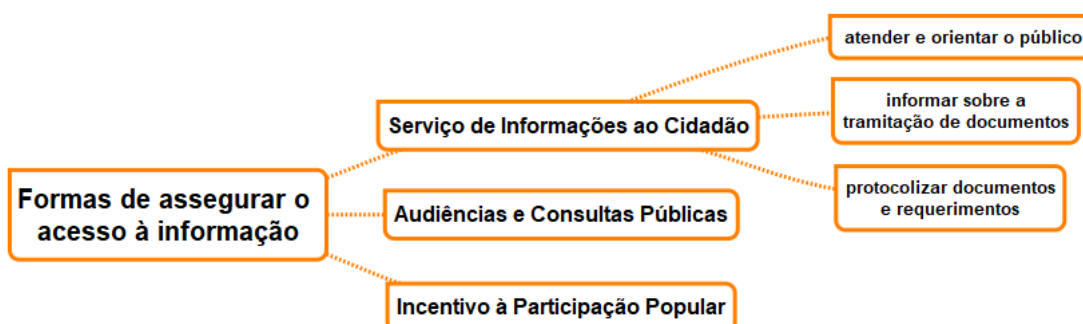 Formas de assegurar o
acesso à informação
Serviço de Informações ao Cidadão
atender e orientar o público
informar sobre a
tramitação de documentos
protocolizar documentos
e requerimentos
Audiências e Consultas Públicas
Incentivo à Participação Popular